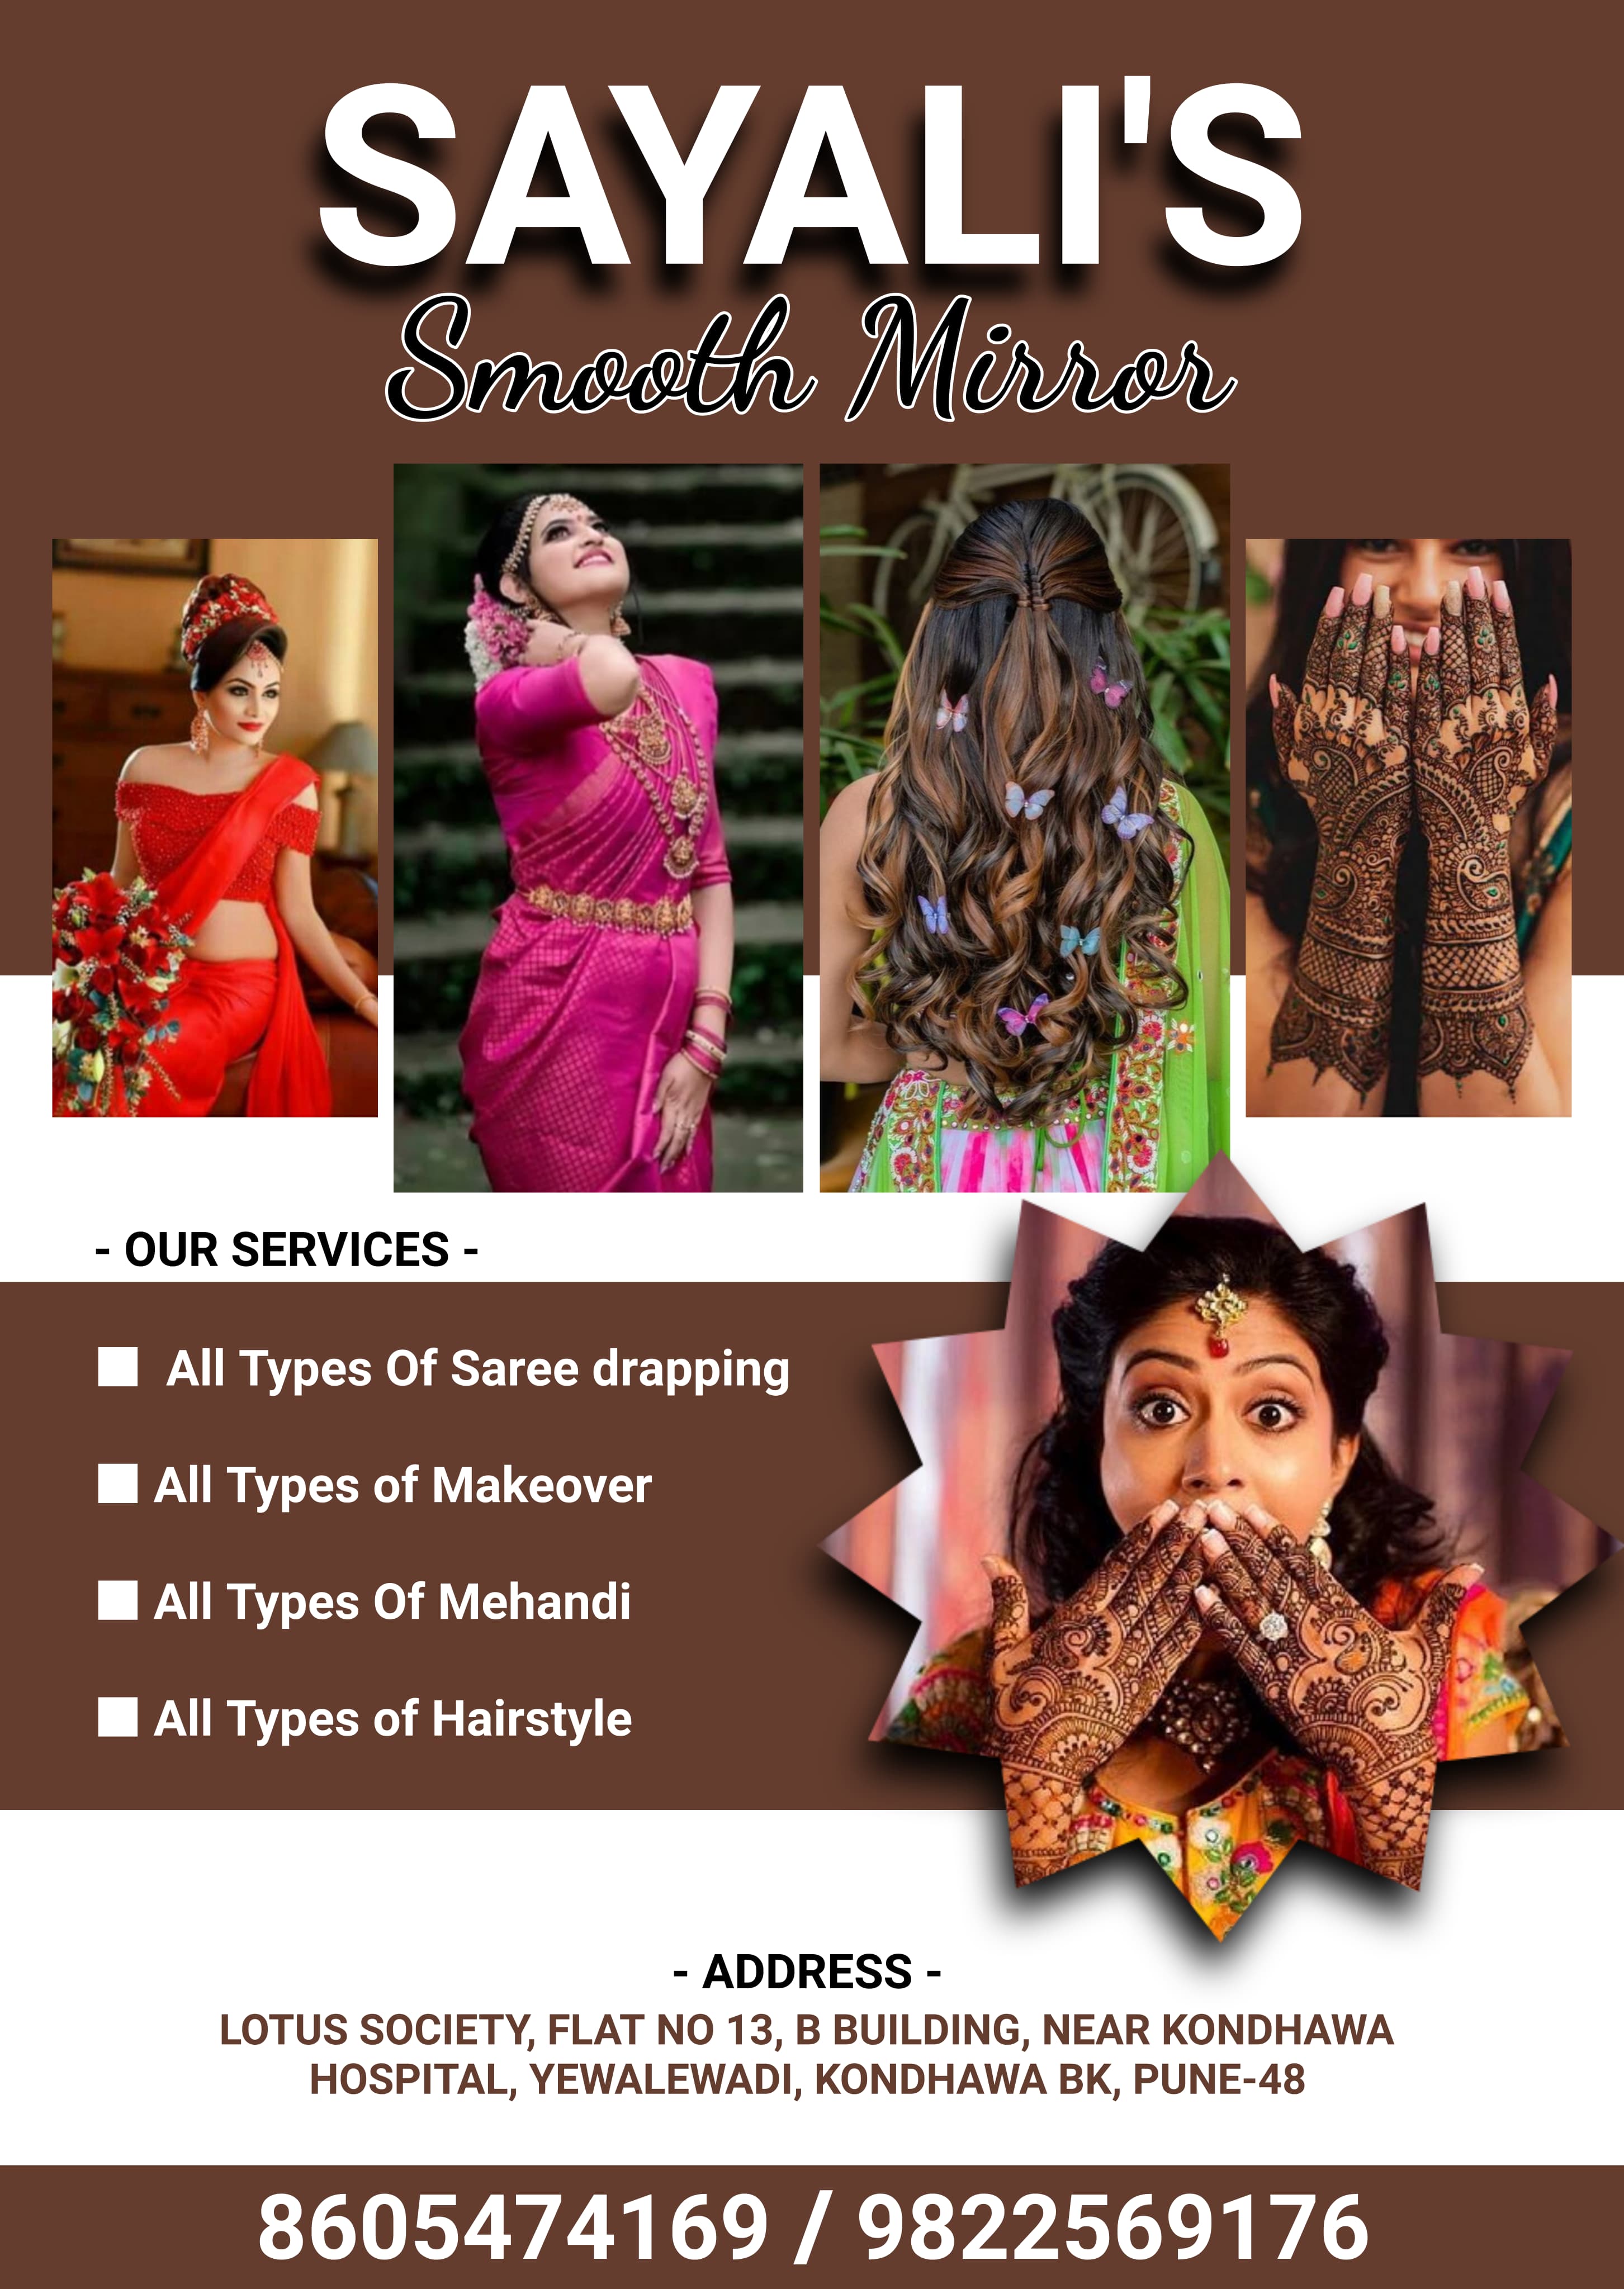 SAYALI'S
Smooth Mirror
- OUR SERVICES -
All Types Of Saree drapping
All Types of Makeover
All Types Of Mehandi
All Types of Hairstyle
- ADDRESS -
LOTUS SOCIETY, FLAT NO 13, B BUILDING, NEAR KONDHAWA
HOSPITAL, YEWALEWADI, KONDHAWA BK, PUNE-48
8605474169 / 9822569176